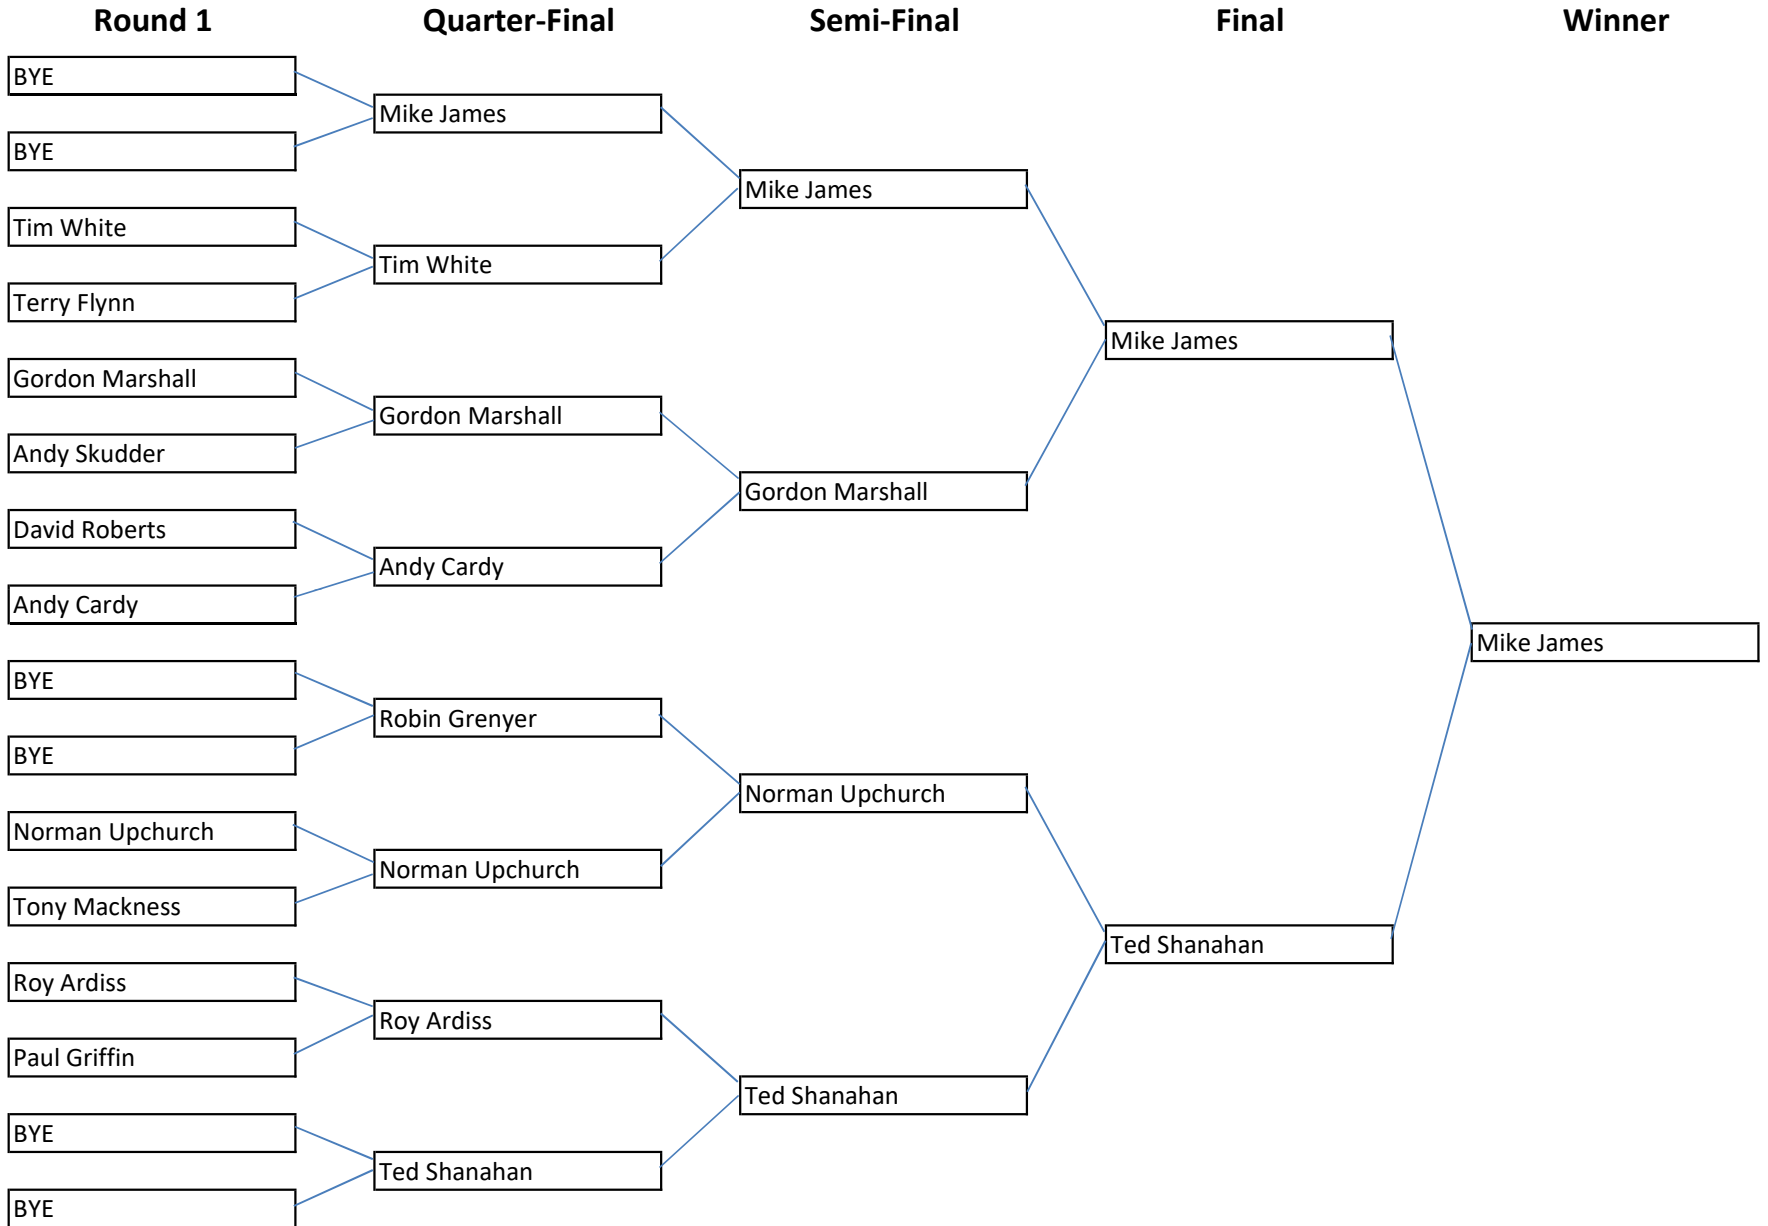 Round 1 Quarter-Final Semi-Final Final Winner
BYE
Mike James
BYE
Mike James
Tim White
Tim White
Terry Flynn
Mike James
Gordon Marshall
Gordon Marshall
Andy Skudder
Gordon Marshall
David Roberts
Andy Cardy
Andy Cardy
Mike James
BYE
Robin Grenyer
BYE
Norman Upchurch
Norman Upchurch
Norman Upchurch
Tony Mackness
Ted Shanahan
Roy Ardiss
Roy Ardiss
Paul Griffin
Ted Shanahan
BYE
Ted Shanahan
BYE